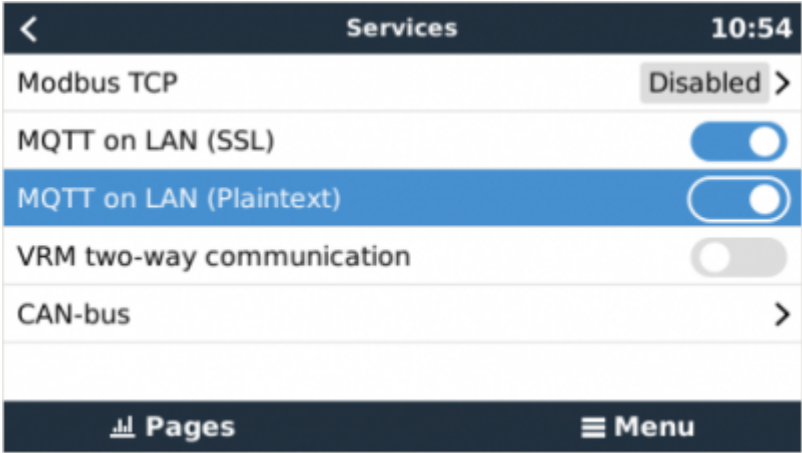 Services 10:54
Modbus TCP Disabled
MQTT on LAN (SSL)
MQTT on LAN (Plaintext)
VRM two-way communication
CAN-bus
Pages Menu